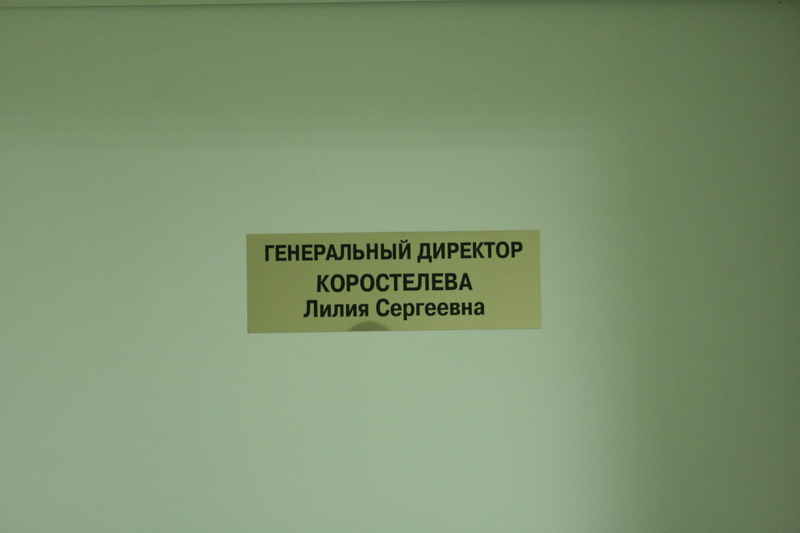 ГЕНЕРАЛЬНЫЙ ДИРЕКТОР
КОРОСТЕЛЕВА
Лилия Сергеевна